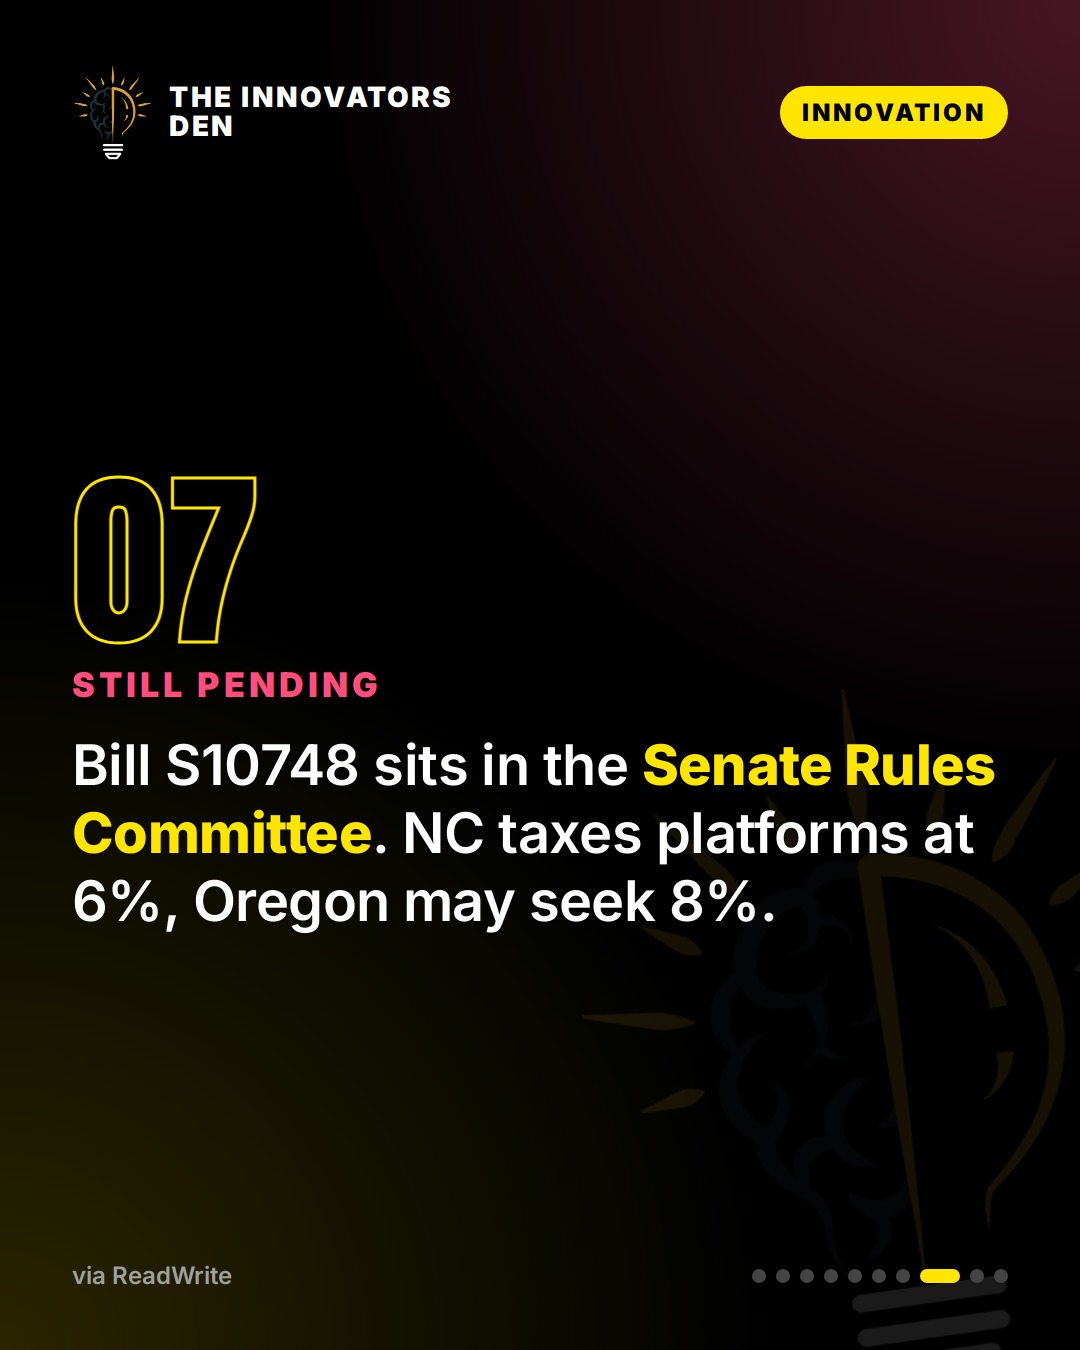 THE INNOVATORS
DEN
INNOVATION
07
STILL PENDING
Bill S10748 sits in the Senate Rules
Committee. NC taxes platforms at
6%, Oregon may seek 8%.
via ReadWrite